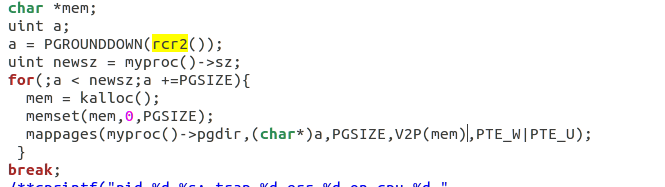 char *mem;
uint a;
a = PGROUNDDOWN(rcr2());
uint newsz = myproc()->sz;
for(;a < newsz;a +=PGSIZE){
  mem = kalloc();
  memset(mem,0,PGSIZE);
  mappages(myproc()->pgdir,(char*)a,PGSIZE,V2P(mem),PTE_W|PTE_U);
 }
break;
/**cprintf("pid %d %s: trap %d err %d on cpu %d "